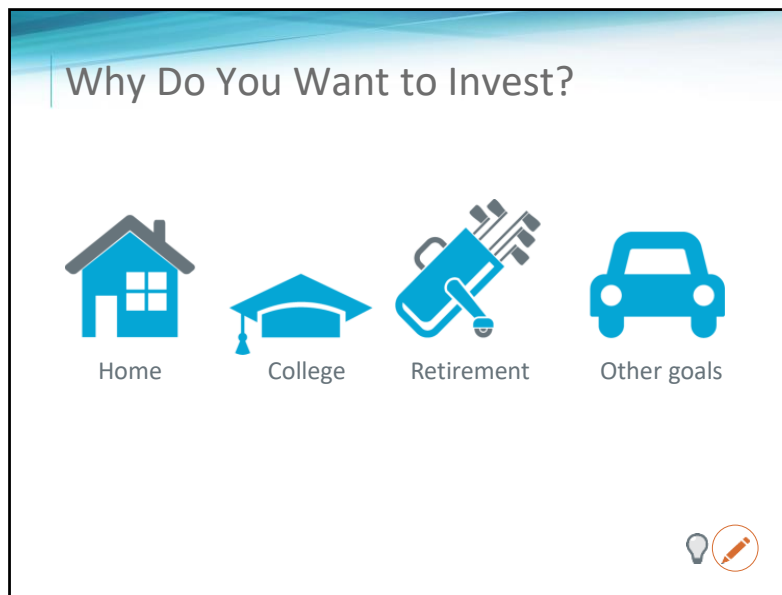 Why Do You Want to Invest?
Home
College
Retirement
Other goals